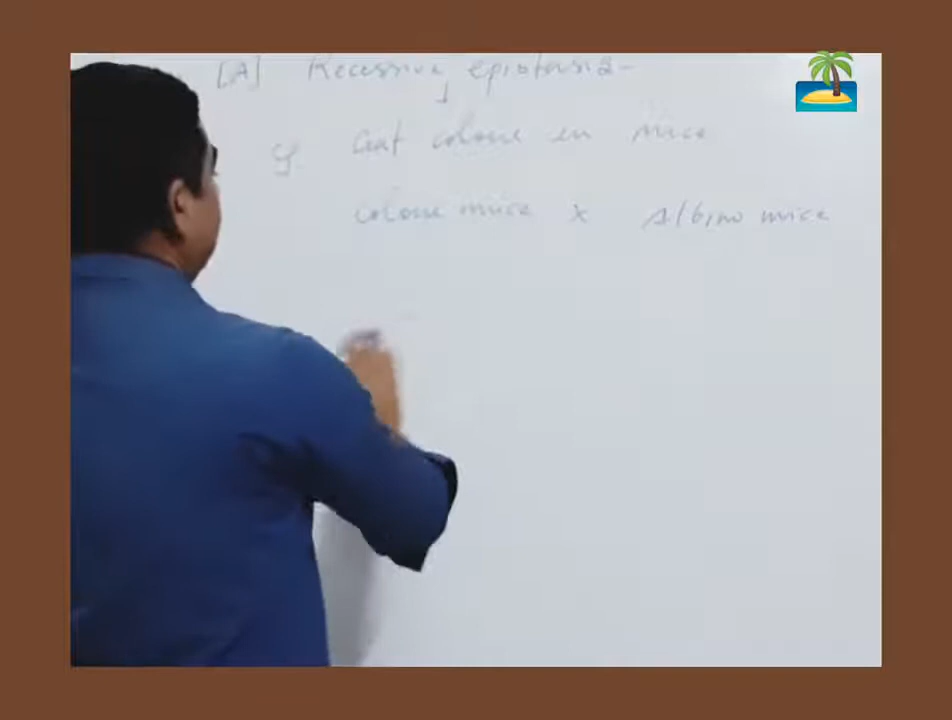 [A] Recessive epistasis -
eg. Coat colour in mice
colour mice x Albino mice